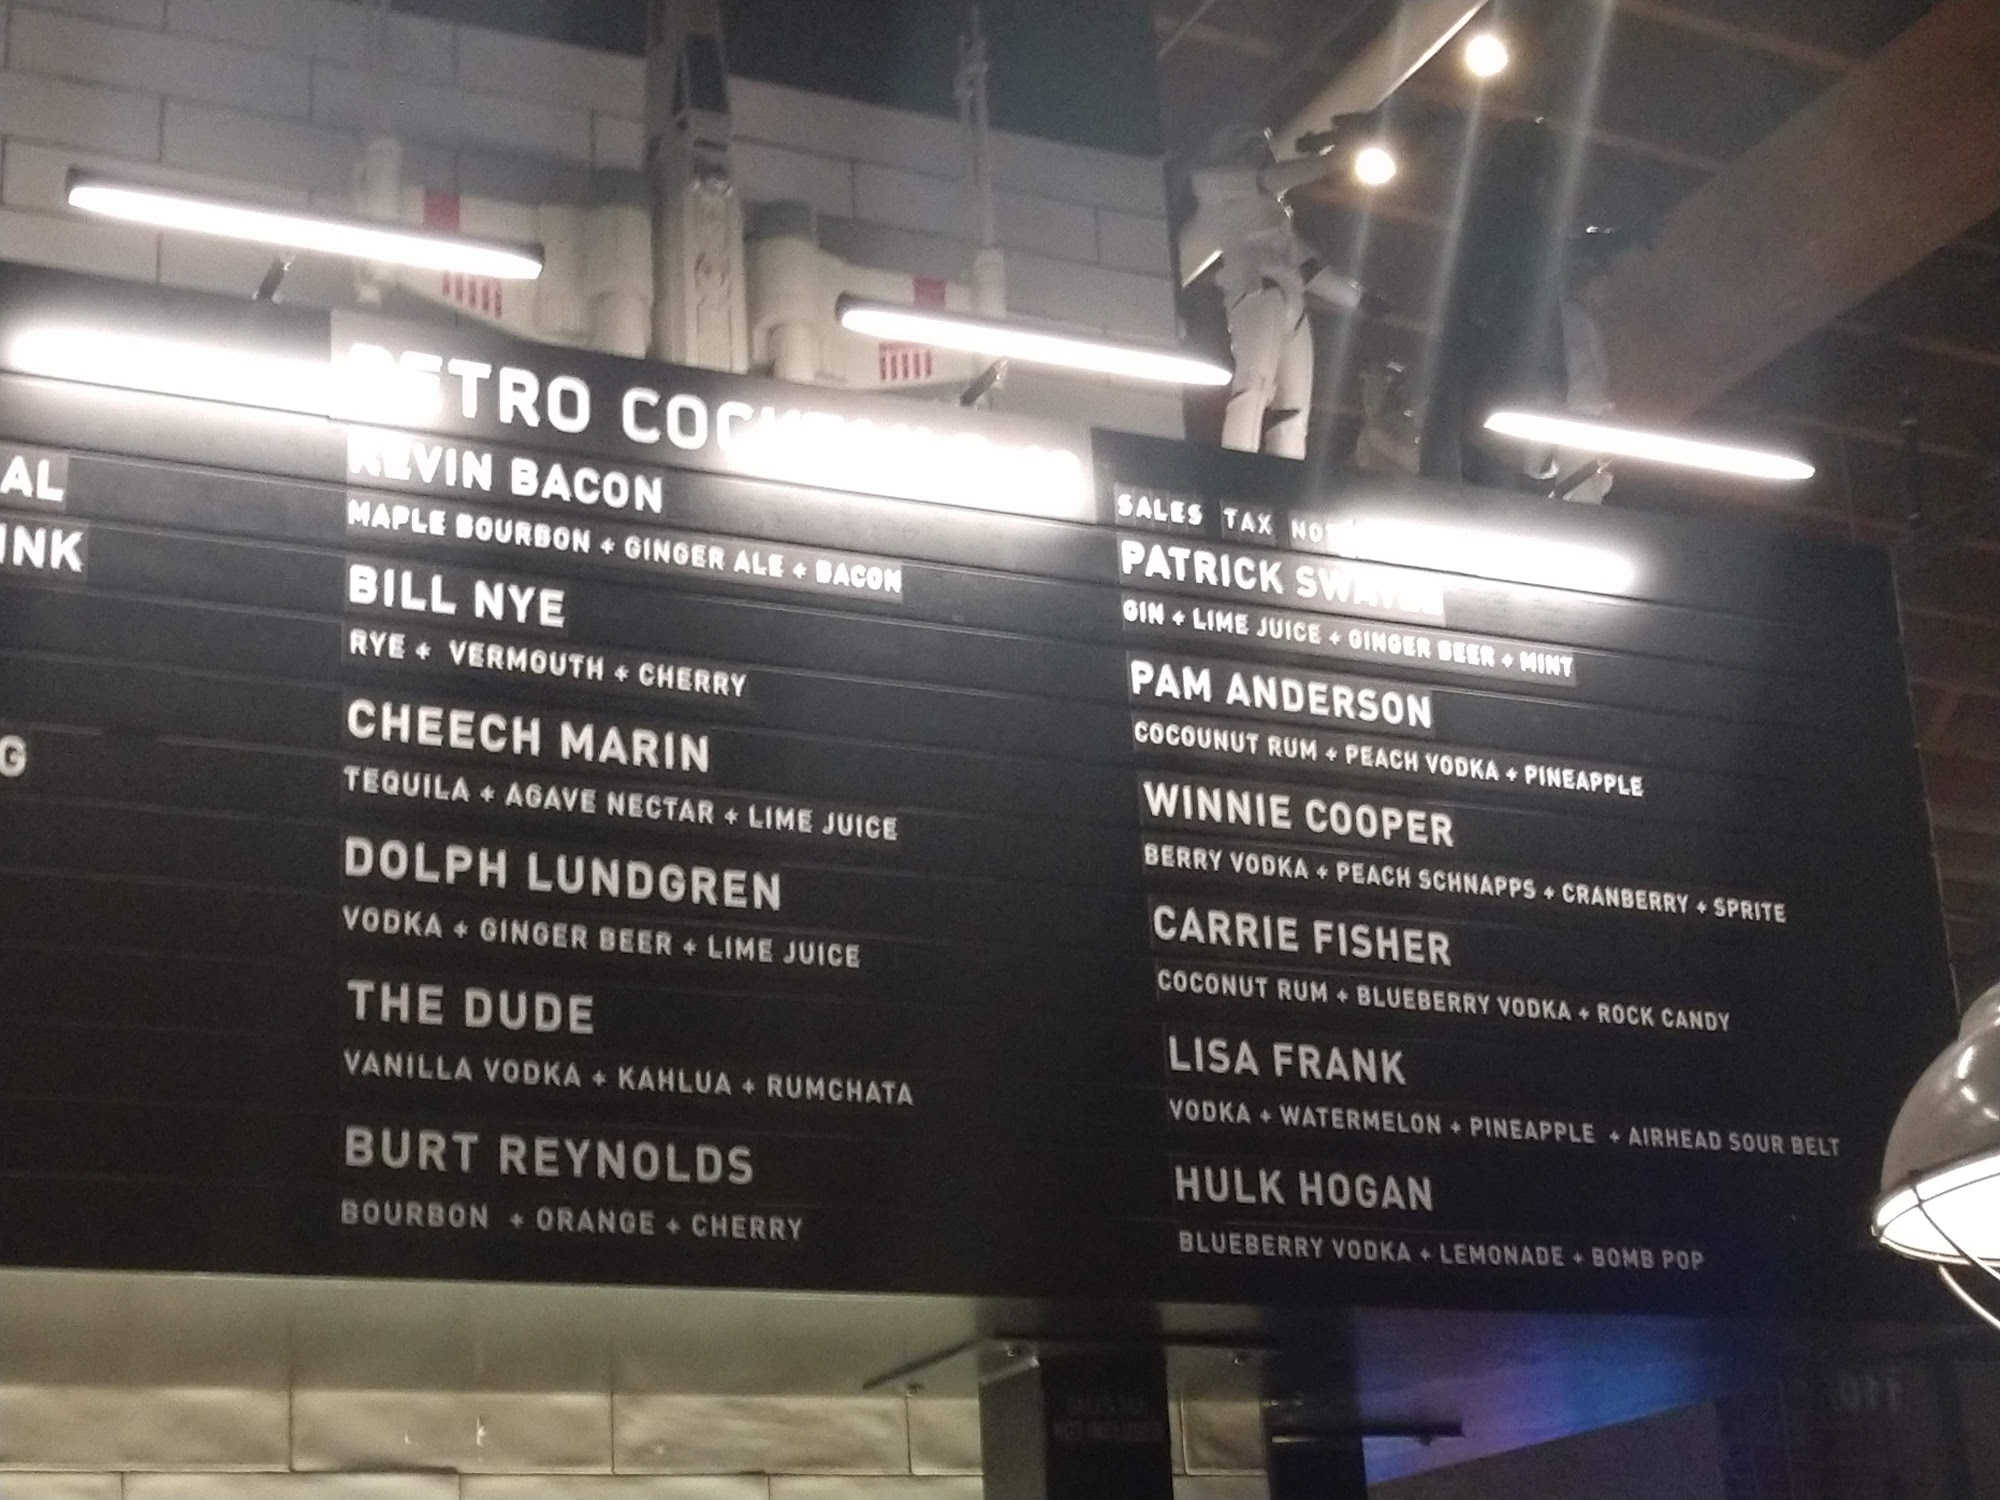 AL
INK
G
RETRO
KEVIN BACON
MAPLE BOURBON + GINGER ALE + BACON
BILL NYE
RYE + VERMOUTH + CHERRY
CHEECH MARIN
TEQUILA + AGAVE NECTAR + LIME JUICE
DOLPH LUNDGREN
VODKA + GINGER BEER + LIME JUICE
THE DUDE
VANILLA VODKA + KAHLUA + RUMCHATA
BURT REYNOLDS
BOURBON + ORANGE + CHERRY
SALES TAX NOT
PATRICK SWAYZE
GIN + LIME JUICE + GINGER BEER + MINT
PAM ANDERSON
COCOUNUT RUM + PEACH VODKA + PINEAPPLE
WINNIE COOPER
BERRY VODKA + PEACH SCHNAPPS + CRANBERRY + SPRITE
CARRIE FISHER
COCONUT RUM + BLUEBERRY VODKA + ROCK CANDY
LISA FRANK
VODKA + WATERMELON + PINEAPPLE + AIRHEAD SOUR BELT
HULK HOGAN
BLUEBERRY VODKA + LEMONADE + BOMB POP